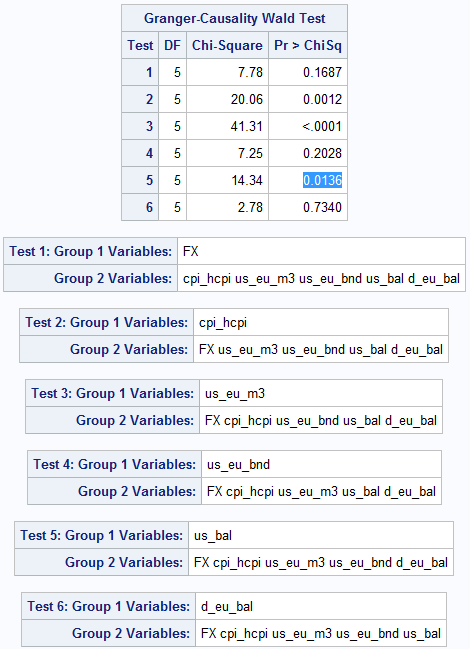 Granger-Causality Wald Test
Test DF Chi-Square Pr > ChiSq
1 5 7.78 0.1687
2 5 20.06 0.0012
3 5 41.31 <.0001
4 5 7.25 0.2028
5 5 14.34 0.0136
6 5 2.78 0.7340
Test 1: Group 1 Variables: FX
Group 2 Variables: cpi_hcpi us_eu_m3 us_eu_bnd us_bal d_eu_bal
Test 2: Group 1 Variables: cpi_hcpi
Group 2 Variables: FX us_eu_m3 us_eu_bnd us_bal d_eu_bal
Test 3: Group 1 Variables: us_eu_m3
Group 2 Variables: FX cpi_hcpi us_eu_bnd us_bal d_eu_bal
Test 4: Group 1 Variables: us_eu_bnd
Group 2 Variables: FX cpi_hcpi us_eu_m3 us_bal d_eu_bal
Test 5: Group 1 Variables: us_bal
Group 2 Variables: FX cpi_hcpi us_eu_m3 us_eu_bnd d_eu_bal
Test 6: Group 1 Variables: d_eu_bal
Group 2 Variables: FX cpi_hcpi us_eu_m3 us_eu_bnd us_bal